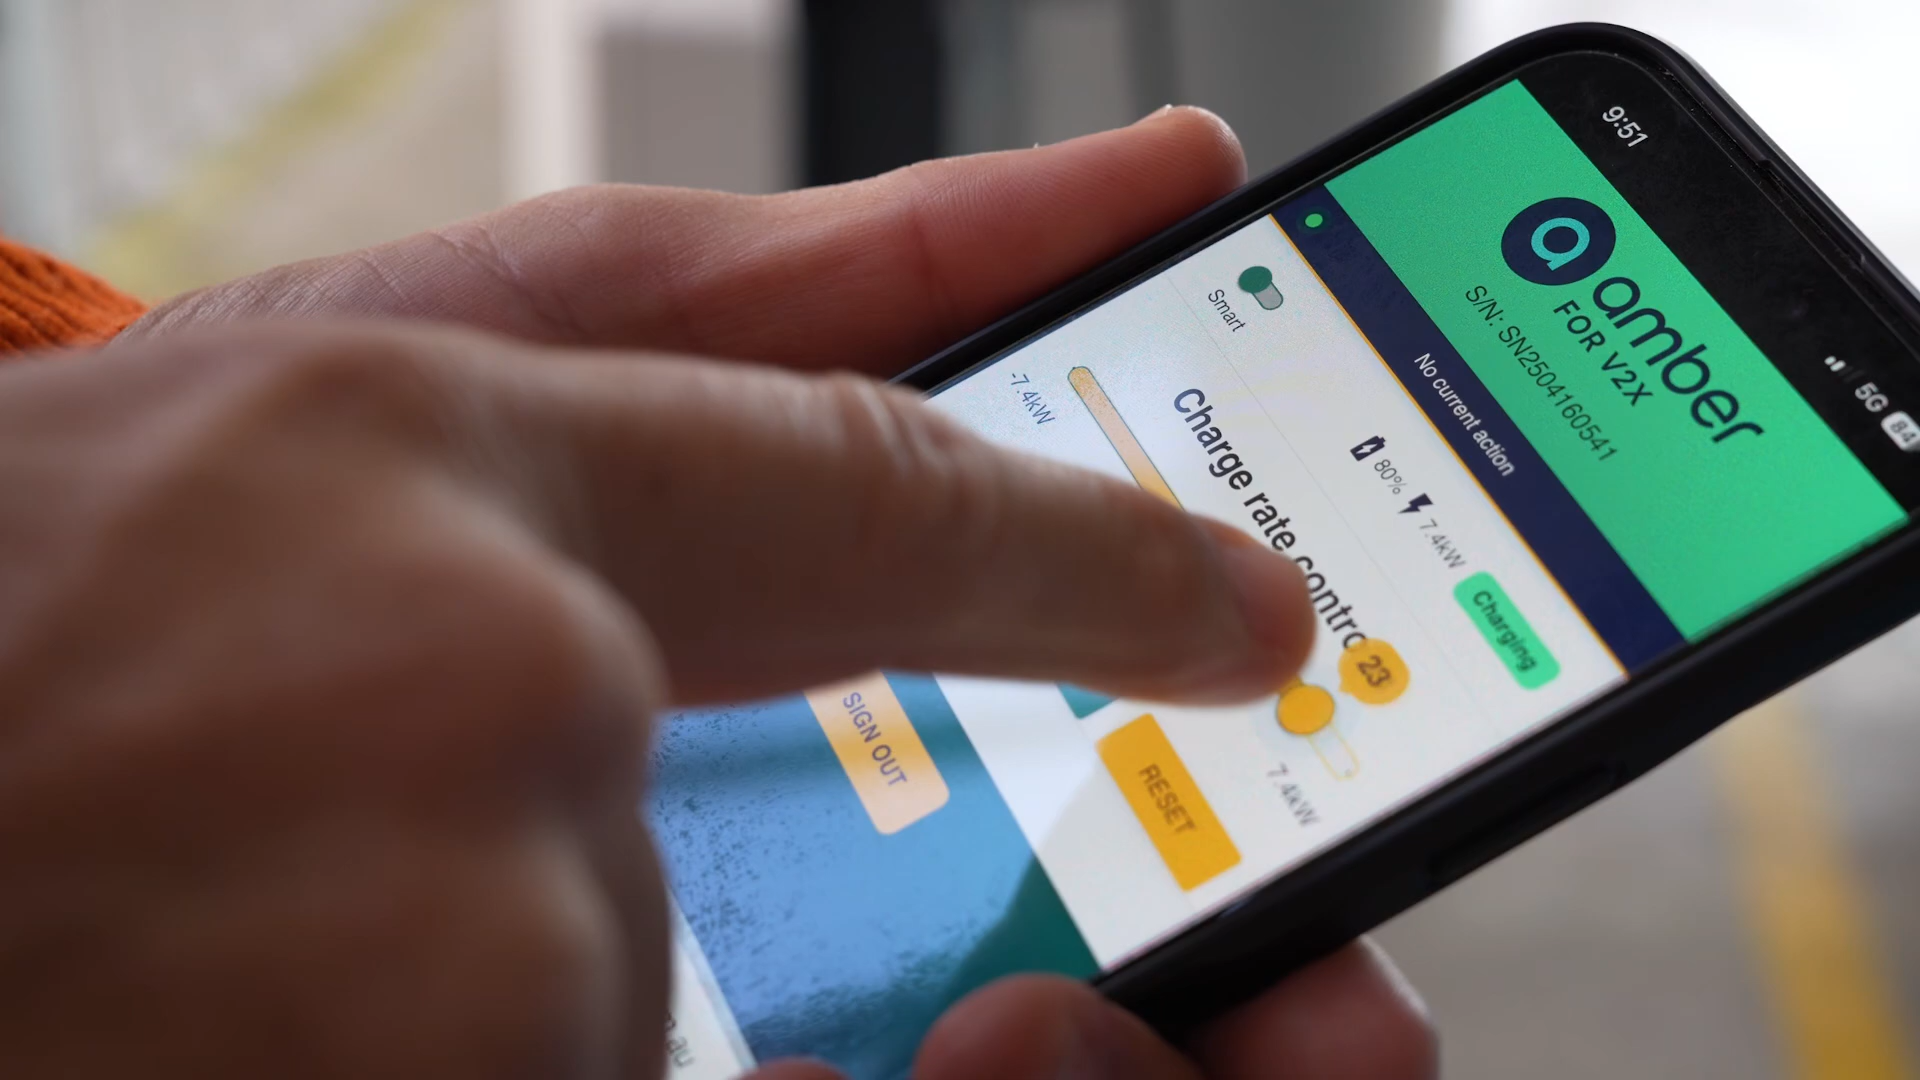 9:51
5G 84
a
amber
FOR V2X
S/N: SN2504160541
No current action
80% 7.4kW Charging
Smart
Charge rate contro
23
-7.4kW
7.4kW
RESET
SIGN OUT